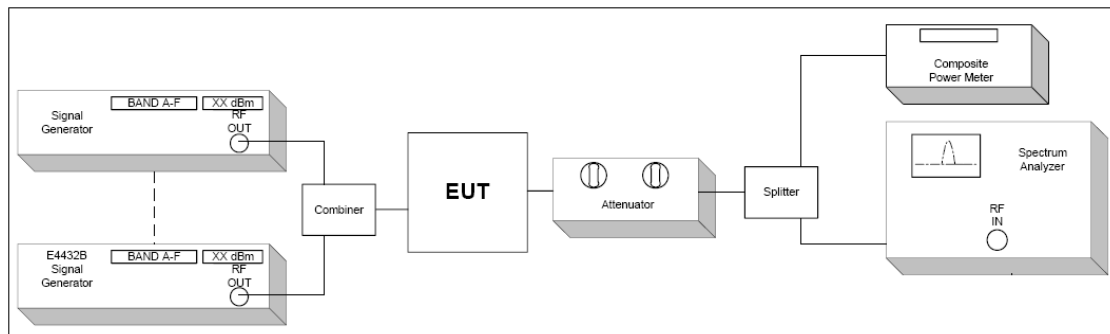 BAND A-F
XX dBm
Signal
Generator
RF
OUT
E4432B
Signal
Generator
BAND A-F
XX dBm
RF
OUT
Combiner
EUT
Attenuator
Splitter
Composite
Power Meter
Spectrum
Analyzer
RF
IN